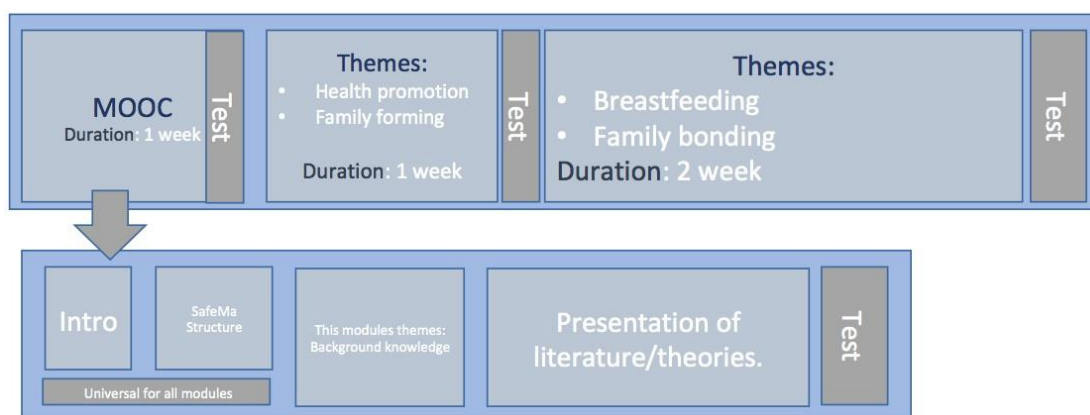 MOOC
Duration: 1 week
Test
Themes:
• Health promotion
• Family forming
Duration: 1 week
Test
Themes:
• Breastfeeding
• Family bonding
Duration: 2 week
Test
Intro
SafeMa
Structure
Universal for all modules
This modules themes:
Background knowledge
Presentation of
literature/theories.
Test